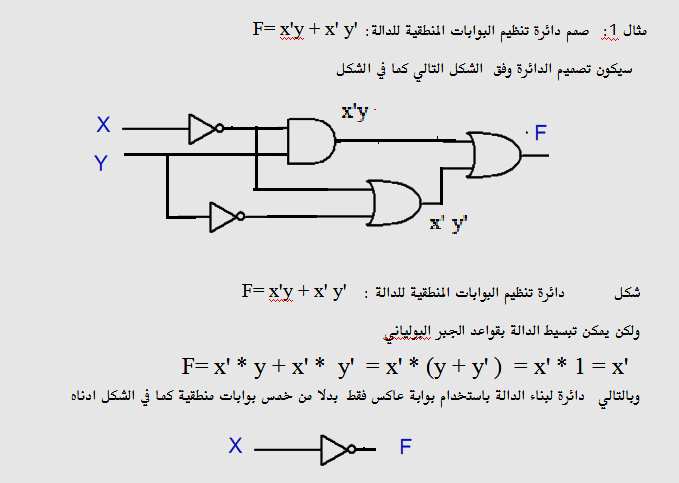 مثال 1: صمم دائرة تنظيم البوابات المنطقية للدالة: F= x'y + x' y'
سيكون تصميم الدائرة وفق الشكل التالي كما في الشكل
x'y
X
F
Y
x' y'
شكل دائرة تنظيم البوابات المنطقية للدالة : F= x'y + x' y'
ولكن يمكن تبسيط الدالة بقواعد الجبر البولياني
F= x' * y + x' * y' = x' * (y + y' ) = x' * 1 = x'
وبالتالي دائرة لبناء الدالة باستخدام بوابة عاكس فقط بدلا من خمس بوابات منطقية كما في الشكل ادناه
X F